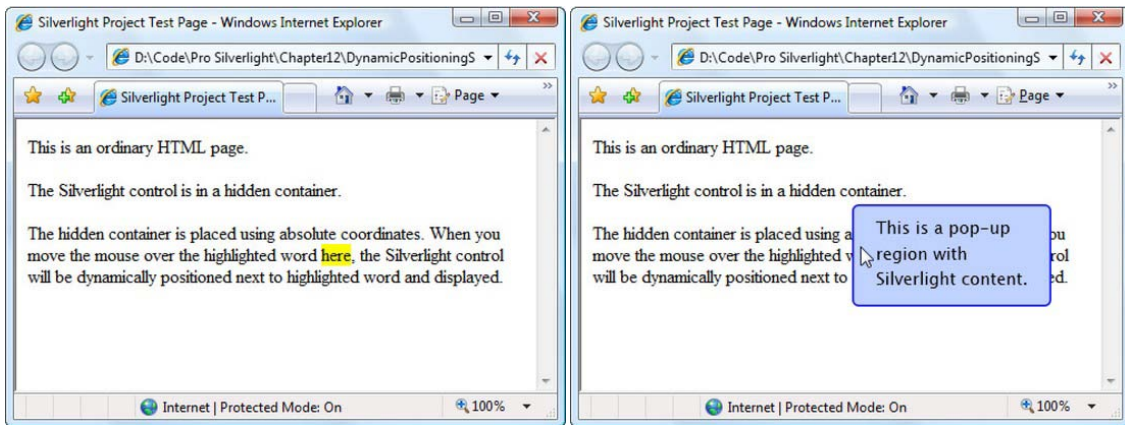 Silverlight Project Test Page - Windows Internet Explorer
D:\Code\Pro Silverlight\Chapter12\DynamicPositioningS
Silverlight Project Test P...
Page
This is an ordinary HTML page.
The Silverlight control is in a hidden container.
The hidden container is placed using absolute coordinates. When you
move the mouse over the highlighted word here, the Silverlight control
will be dynamically positioned next to highlighted word and displayed.
Internet | Protected Mode: On
100%
Silverlight Project Test Page - Windows Internet Explorer
D:\Code\Pro Silverlight\Chapter12\DynamicPositioningS
Silverlight Project Test P...
Page
This is an ordinary HTML page.
The Silverlight control is in a hidden container.
The hidden container is placed using a
move the mouse over the highlighted
will be dynamically positioned next to
This is a pop-up
region with
Silverlight content.
Internet | Protected Mode: On
100%